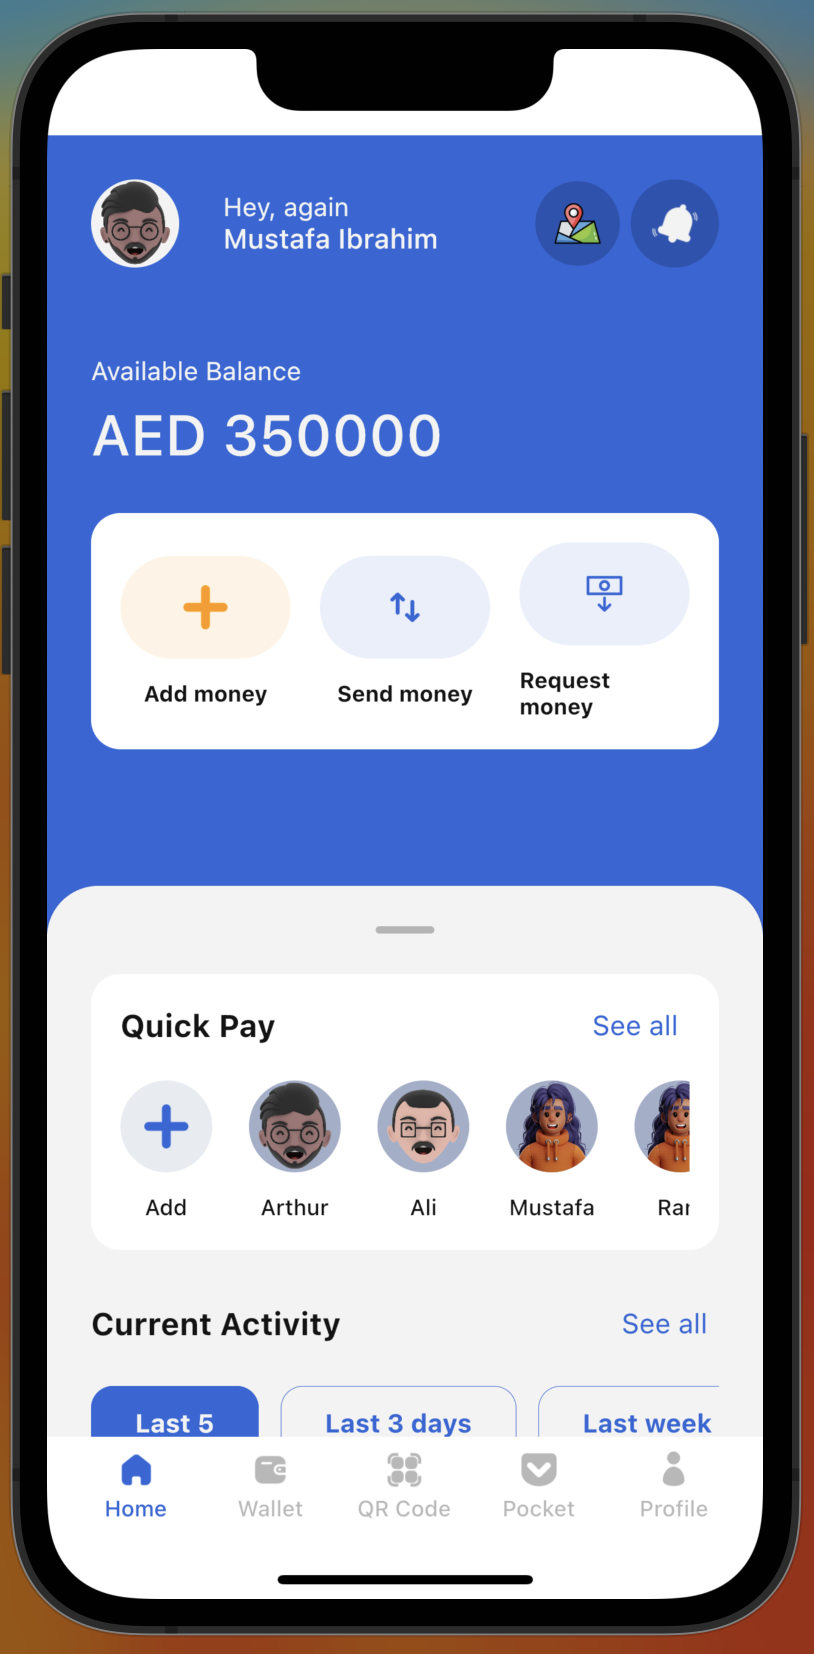 Hey, again
Mustafa Ibrahim
Available Balance
AED 350000
Add money
Send money
Request
money
Quick Pay
See all
Add
Arthur
Ali
Mustafa
Current Activity
See all
Last 5
Last 3 days
Last week
Home
Wallet
QR Code
Pocket
Profile